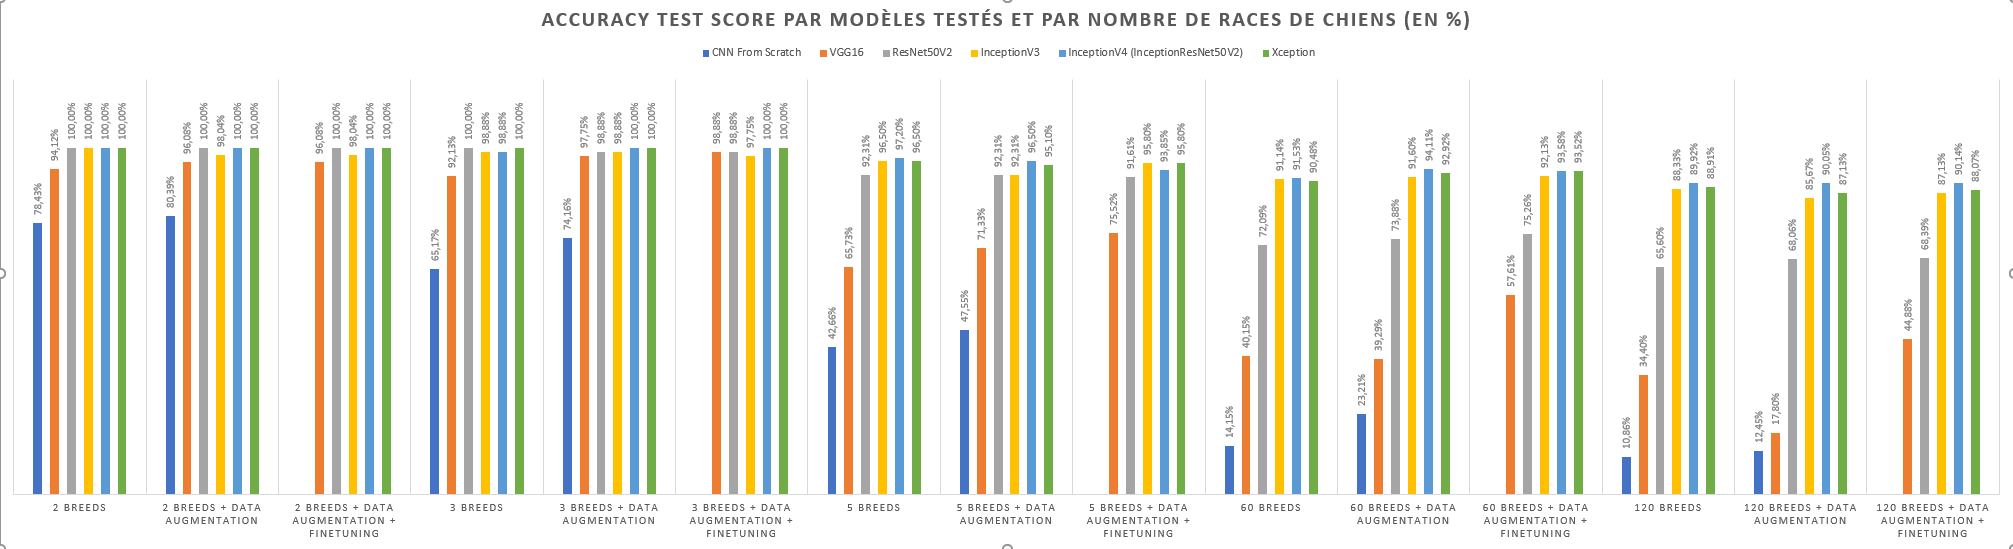 ACCURACY TEST SCORE PAR MODÈLES TESTÉS ET PAR NOMBRE DE RACES DE CHIENS (EN %)
CNN From Scratch VGG16 ResNet50V2 InceptionV3 InceptionV4 (InceptionResNet50V2) Xception
78,43% 94,12% 100,00% 100,00% 100,00% 100,00%
80,39% 96,08% 100,00% 98,04% 100,00% 100,00%
96,08% 100,00% 98,04% 100,00% 100,00%
65,17% 92,13% 100,00% 98,88% 98,88% 100,00%
74,16% 97,75% 98,88% 98,88% 100,00% 100,00%
98,88% 98,88% 97,75% 100,00% 100,00%
42,66% 65,73% 92,31% 96,50% 97,20% 96,50%
47,55% 71,33% 92,31% 92,31% 96,50% 95,10%
75,52% 91,61% 95,80% 93,85% 95,80%
14,15% 40,15% 72,09% 91,14% 91,53% 90,48%
23,21% 39,29% 73,88% 91,60% 94,11% 92,92%
57,61% 75,26% 92,13% 93,58% 93,52%
10,86% 34,40% 65,60% 88,33% 89,92% 88,91%
12,45% 17,80% 68,06% 85,67% 90,05% 87,13%
44,88% 68,39% 87,13% 90,14% 88,07%
2 BREEDS
2 BREEDS + DATA
AUGMENTATION
2 BREEDS + DATA
AUGMENTATION +
FINETUNING
3 BREEDS
3 BREEDS + DATA
AUGMENTATION
3 BREEDS + DATA
AUGMENTATION +
FINETUNING
5 BREEDS
5 BREEDS + DATA
AUGMENTATION
5 BREEDS + DATA
AUGMENTATION +
FINETUNING
60 BREEDS
60 BREEDS + DATA
AUGMENTATION
60 BREEDS + DATA
AUGMENTATION +
FINETUNING
120 BREEDS
120 BREEDS + DATA
AUGMENTATION
120 BREEDS + DATA
AUGMENTATION +
FINETUNING